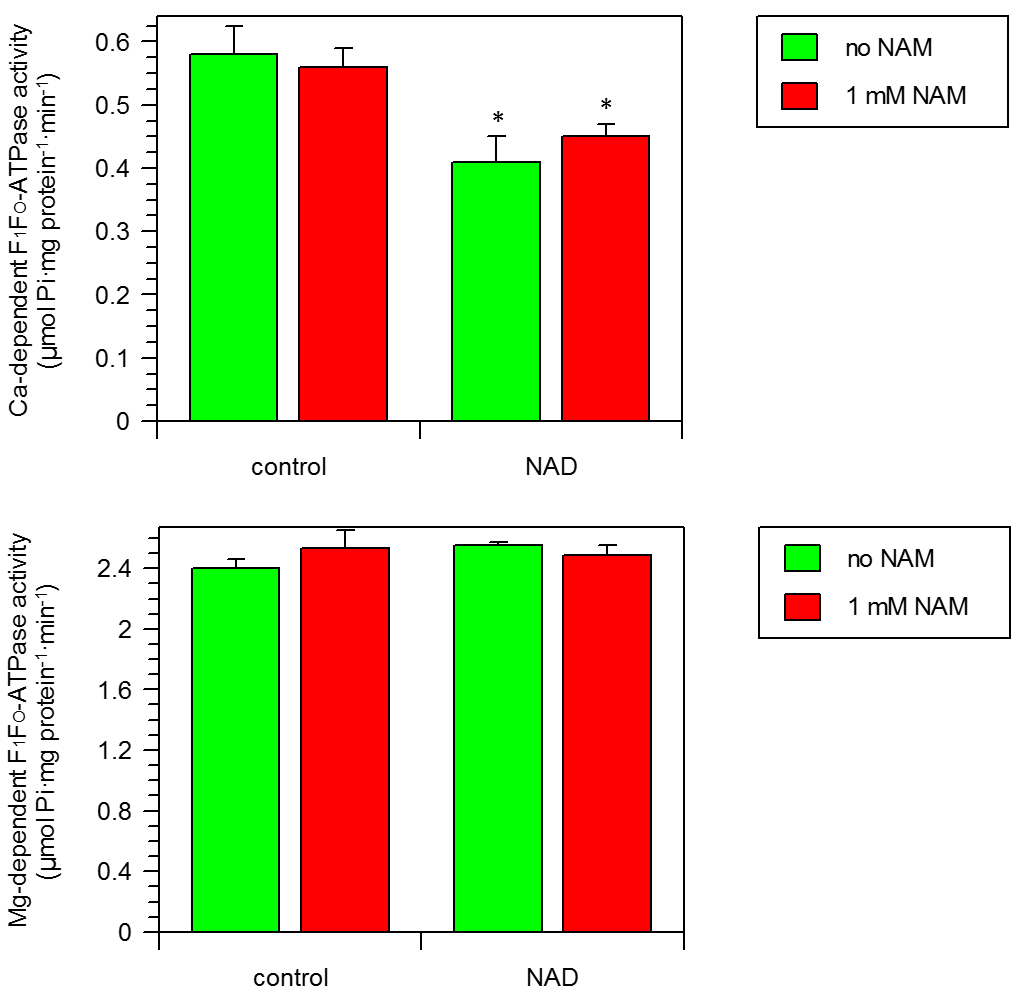 Ca-dependent F1FO-ATPase activity
(µmol Pi·mg protein-1·min-1)
0.6
0.5
0.4
0.3
0.2
0.1
0
*
*
control
NAD
no NAM
1 mM NAM
Mg-dependent F1FO-ATPase activity
(µmol Pi·mg protein-1·min-1)
2.4
2
1.6
1.2
0.8
0.4
0
control
NAD
no NAM
1 mM NAM